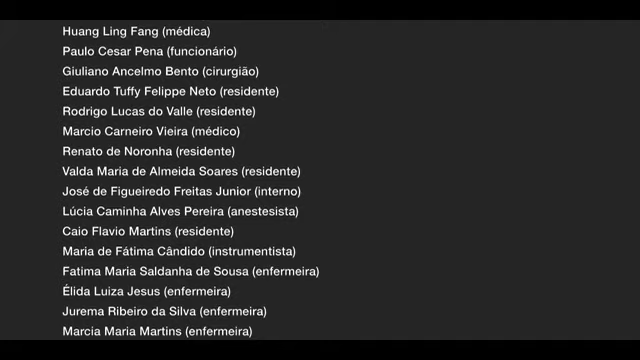 Huang Ling Fang (médica)
Paulo Cesar Pena (funcionário)
Giuliano Ancelmo Bento (cirurgião)
Eduardo Tuffy Felippe Neto (residente)
Rodrigo Lucas do Valle (residente)
Marcio Carneiro Vieira (médico)
Renato de Noronha (residente)
Valda Maria de Almeida Soares (residente)
José de Figueiredo Freitas Junior (interno)
Lúcia Caminha Alves Pereira (anestesista)
Caio Flavio Martins (residente)
Maria de Fátima Cândido (instrumentista)
Fatima Maria Saldanha de Sousa (enfermeira)
Élida Luiza Jesus (enfermeira)
Jurema Ribeiro da Silva (enfermeira)
Marcia Maria Martins (enfermeira)